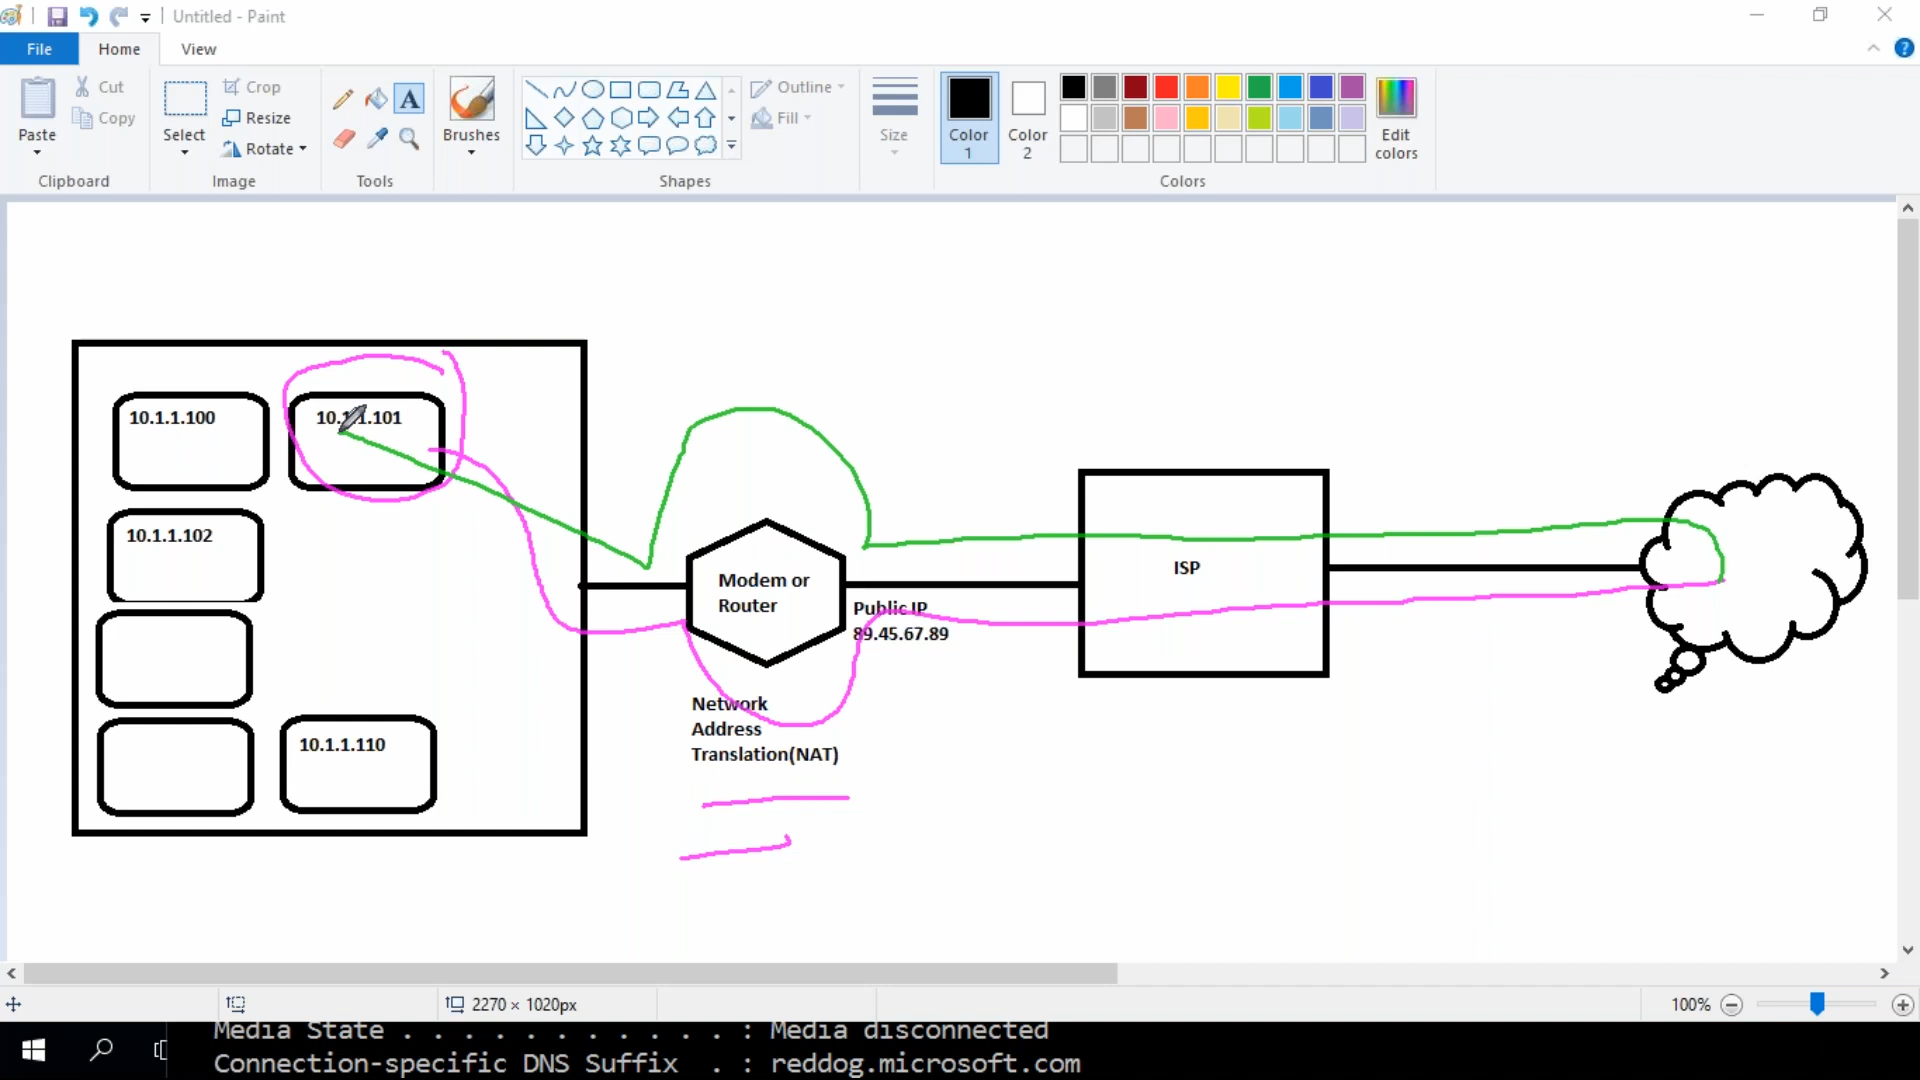 Untitled - Paint
File Home View
Paste
Cut
Copy
Clipboard
Select
Crop
Resize
Rotate
Image
Tools
Brushes
Shapes
Outline
Fill
Size
Color
1
Color
2
Edit
colors
Colors
10.1.1.100
10.1.1.101
10.1.1.102
10.1.1.110
Modem or
Router
Public IP
89.45.67.89
Network
Address
Translation(NAT)
ISP
2270 × 1020px
100%
Media State . . . . . . . . . . . : Media disconnected
Connection-specific DNS Suffix . : reddog.microsoft.com